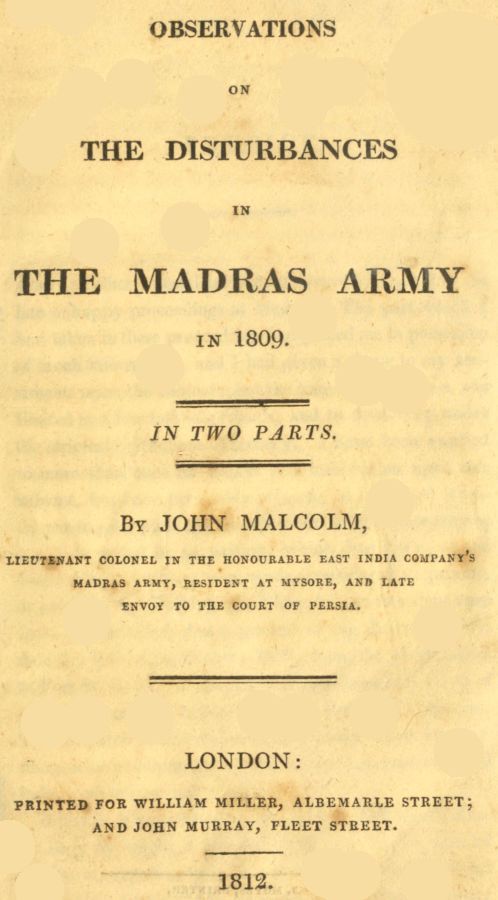 OBSERVATIONS
ON
THE DISTURBANCES
IN
THE MADRAS ARMY
IN 1809.
IN TWO PARTS.
By JOHN MALCOLM,
LIEUTENANT COLONEL IN THE HONOURABLE EAST INDIA COMPANY'S
MADRAS ARMY, RESIDENT AT MYSORE, AND LATE
ENVOY TO THE COURT OF PERSIA.
LONDON:
PRINTED FOR WILLIAM MILLER, ALBEMARLE STREET;
AND JOHN MURRAY, FLEET STREET.
1812.